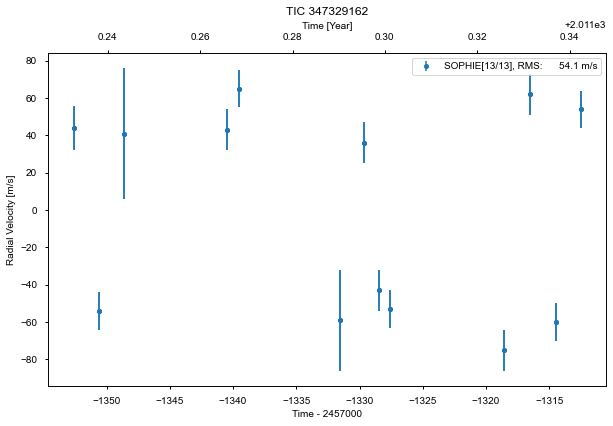 TIC 347329162
Time [Year]
+2.011e3
0.24 0.26 0.28 0.30 0.32 0.34
SOPHIE[13/13], RMS: 54.1 m/s
80
60
40
20
0
−20
−40
−60
−80
Radial Velocity [m/s]
−1350 −1345 −1340 −1335 −1330 −1325 −1320 −1315
Time - 2457000